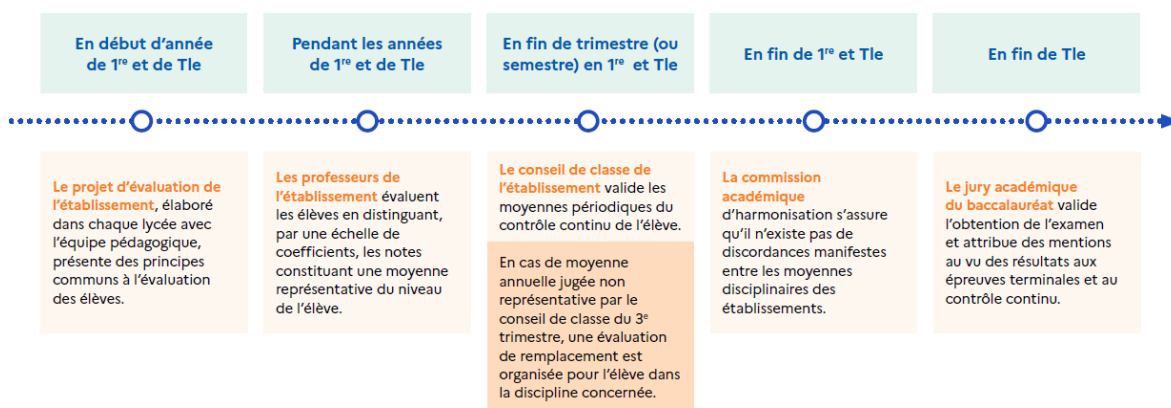 En début d'année
de 1re et de Tle
Pendant les années
de 1re et de Tle
En fin de trimestre (ou
semestre) en 1re et Tle
En fin de 1re et Tle
En fin de Tle
Le projet d'évaluation de
l'établissement, élaboré
dans chaque lycée avec
l'équipe pédagogique,
présente des principes
communs à l'évaluation
des élèves.
Les professeurs de
l'établissement évaluent
les élèves en distinguant,
par une échelle de
coefficients, les notes
constituant une moyenne
représentative du niveau
de l'élève.
Le conseil de classe de
l'établissement valide les
moyennes périodiques du
contrôle continu de l'élève.
En cas de moyenne
annuelle jugée non
représentative par le
conseil de classe du 3e
trimestre, une évaluation
de remplacement est
organisée pour l'élève dans
la discipline concernée.
La commission
académique
d'harmonisation s'assure
qu'il n'existe pas de
discordances manifestes
entre les moyennes
disciplinaires des
établissements.
Le jury académique
du baccalauréat valide
l'obtention de l'examen
et attribue des mentions
au vu des résultats aux
épreuves terminales et au
contrôle continu.